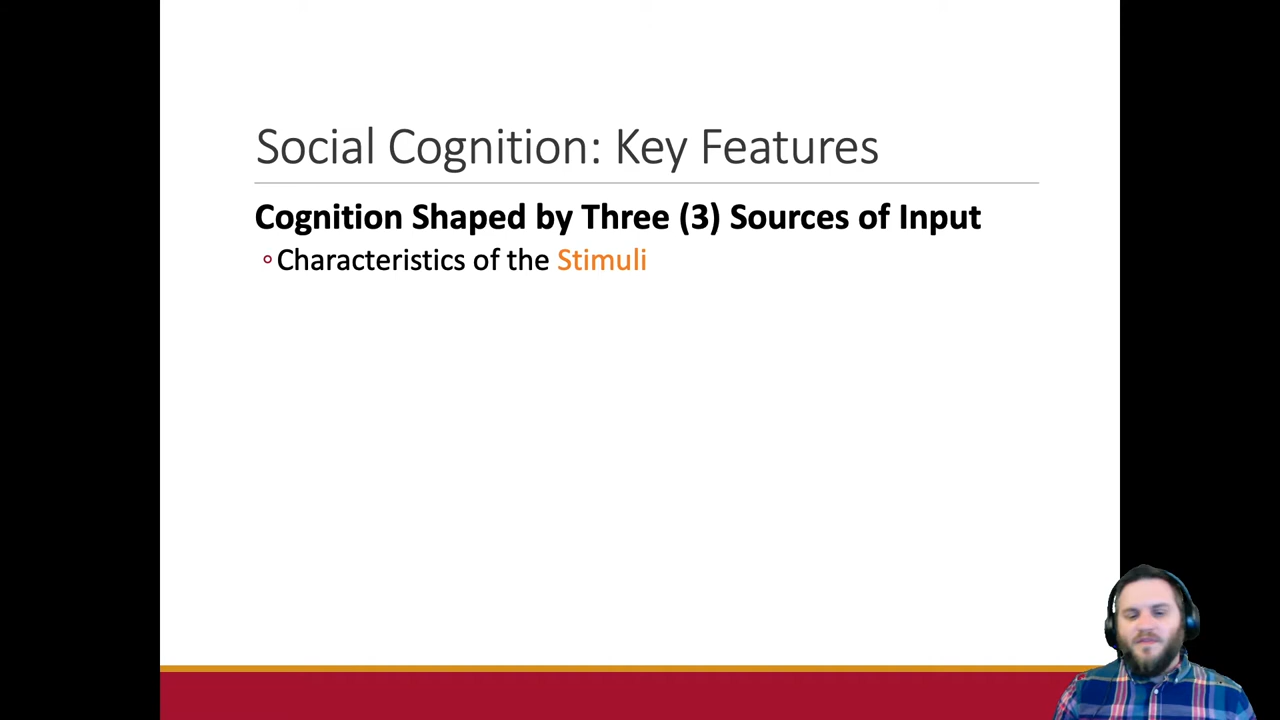 Social Cognition: Key Features
Cognition Shaped by Three (3) Sources of Input
◦Characteristics of the Stimuli